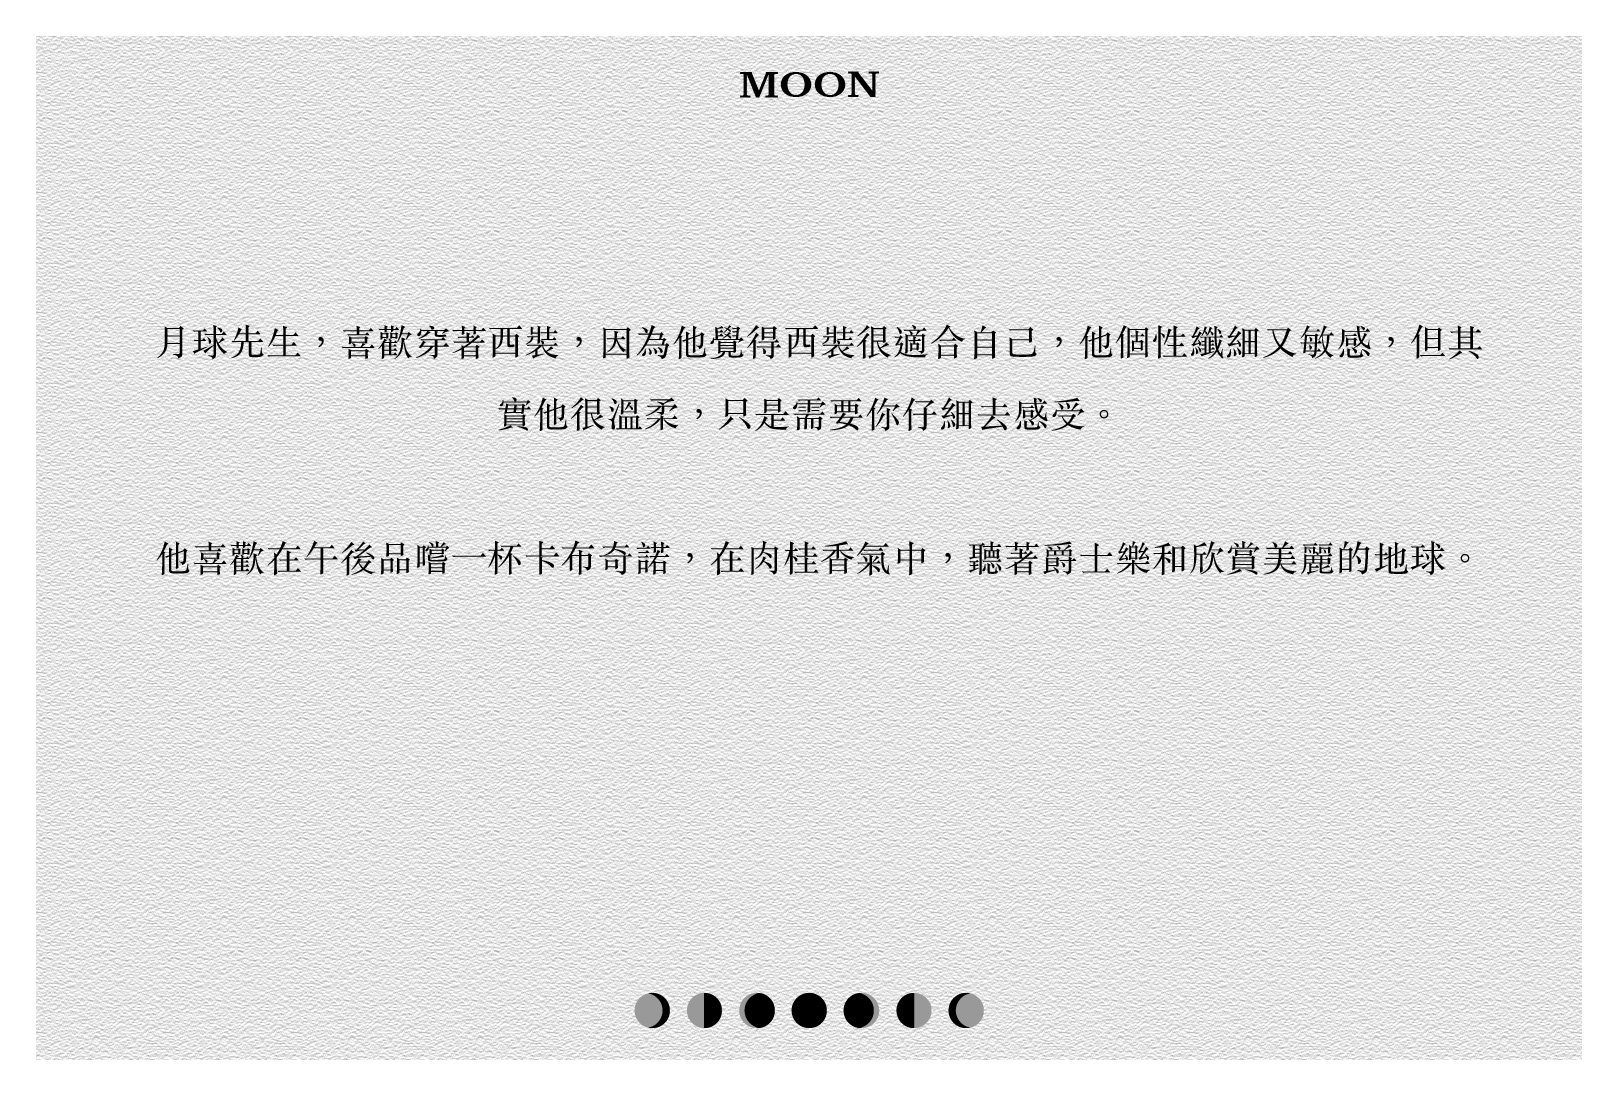 MOON
月球先生，喜歡穿著西裝，因為他覺得西裝很適合自己，他個性纖細又敏感，但其
實他很溫柔，只是需要你仔細去感受。
他喜歡在午後品嚐一杯卡布奇諾，在肉桂香氣中，聽著爵士樂和欣賞美麗的地球。